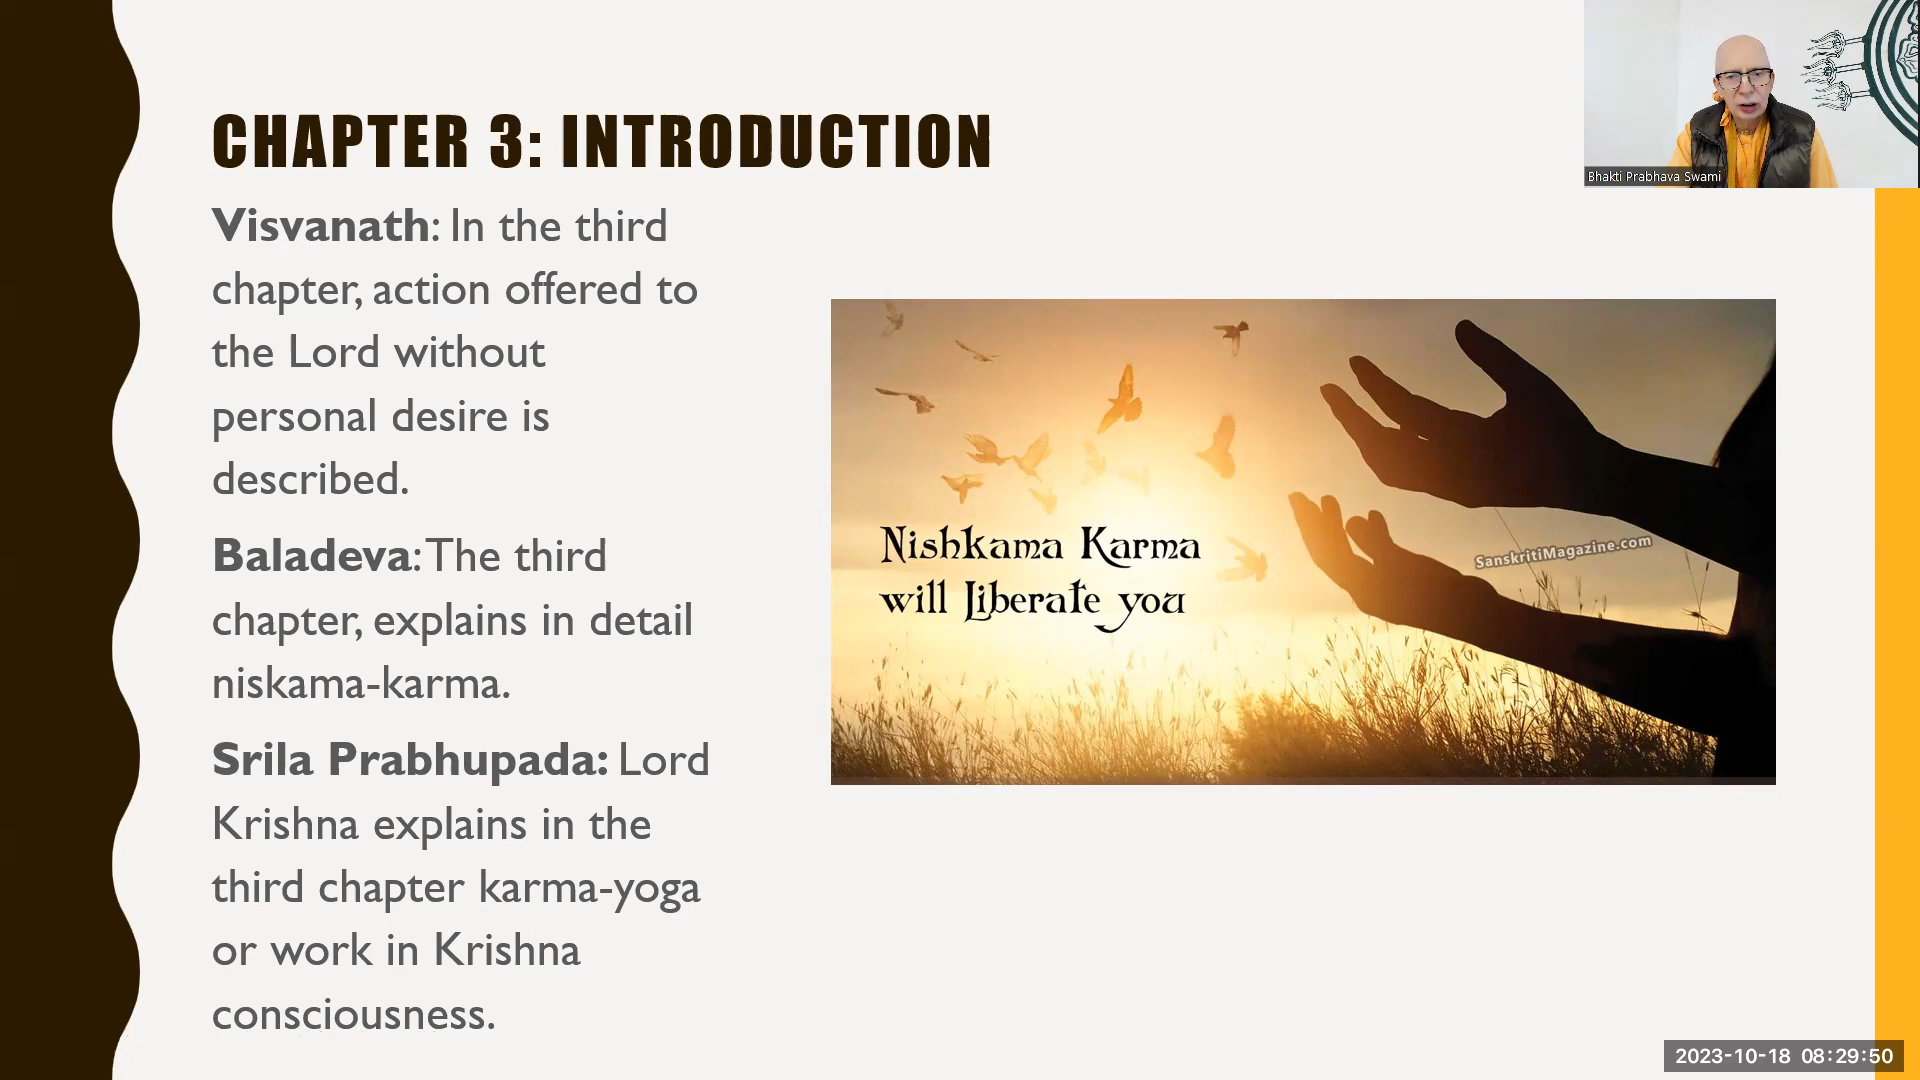 CHAPTER 3: INTRODUCTION
Visvanath: In the third
chapter, action offered to
the Lord without
personal desire is
described.
Baladeva: The third
chapter, explains in detail
niskama-karma.
Srila Prabhupada: Lord
Krishna explains in the
third chapter karma-yoga
or work in Krishna
consciousness.
Nishkama Karma
will Liberate you
SanskritiMagazine.com
Bhakti Prabhava Swami
2023-10-18 08:29:50